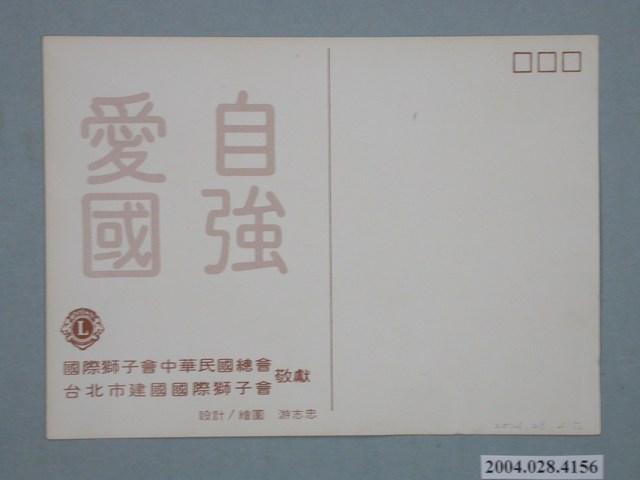 自強
愛國
L
國際獅子會中華民國總會
台北市建國國際獅子會
敬獻
設計/繪圖 游志忠
2004.028.4156